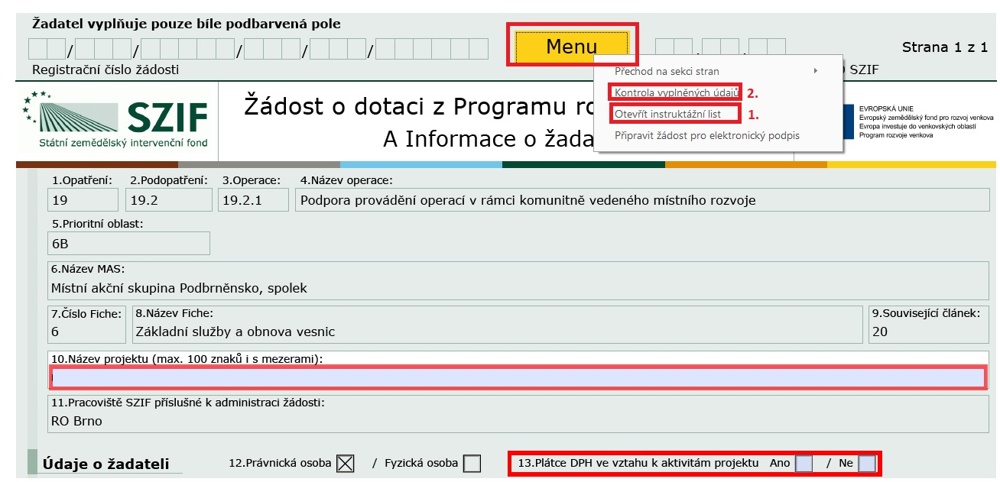 Žadatel vyplňuje pouze bíle podbarvená pole
/ / / / /
Menu
Strana 1 z 1
Registrační číslo žádosti
SZIF
Přechod na sekci stran
Kontrola vyplněných údajů 2.
Otevřít instruktážní list 1.
Připravit žádost pro elektronický podpis
SZIF
Státní zemědělský intervenční fond
Žádost o dotaci z Programu
A Informace o
EVROPSKÁ UNIE
Evropský zemědělský fond pro rozvoj venkova
Evropa investuje do venkovských oblastí
Program rozvoje venkova
1.Opatření: 2.Podopatření: 3.Operace: 4.Název operace:
19 19.2 19.2.1 Podpora provádění operací v rámci komunitně vedeného místního rozvoje
5.Prioritní oblast:
6B
6.Název MAS:
Místní akční skupina Podbrněnsko, spolek
7.Číslo Fiche: 8.Název Fiche: 9.Související článek:
6 Základní služby a obnova vesnic 20
10.Název projektu (max. 100 znaků i s mezerami):
11.Pracoviště SZIF příslušné k administraci žádosti:
RO Brno
Údaje o žadateli 12.Právnická osoba / Fyzická osoba 13.Plátce DPH ve vztahu k aktivitám projektu Ano / Ne